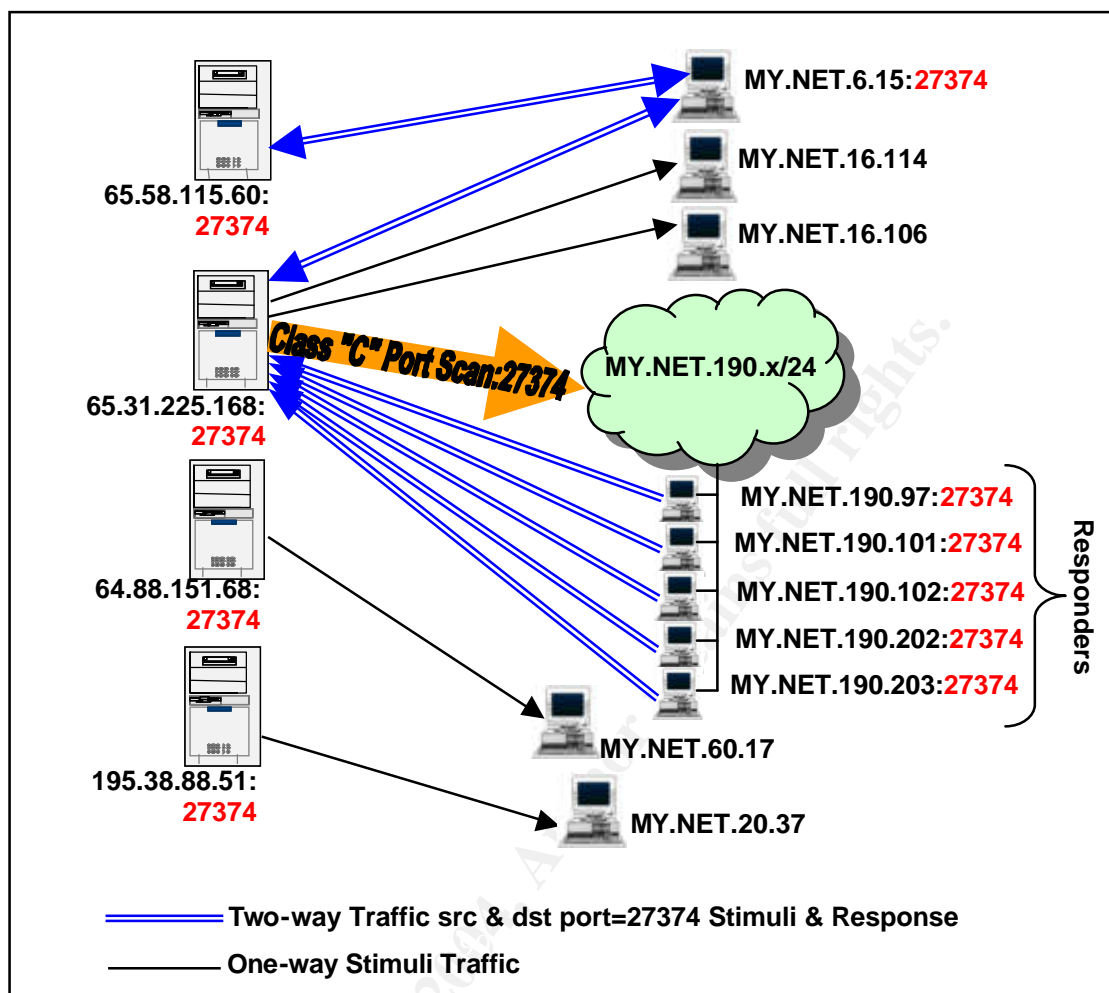 MY.NET.6.15:27374
MY.NET.16.114
65.58.115.60:
27374
MY.NET.16.106
Class "C" Port Scan:27374
MY.NET.190.x/24
65.31.225.168:
27374
MY.NET.190.97:27374
MY.NET.190.101:27374
MY.NET.190.102:27374
MY.NET.190.202:27374
MY.NET.190.203:27374
Responders
64.88.151.68:
27374
MY.NET.60.17
195.38.88.51:
27374
MY.NET.20.37
Two-way Traffic src & dst port=27374 Stimuli & Response
One-way Stimuli Traffic
full rights.